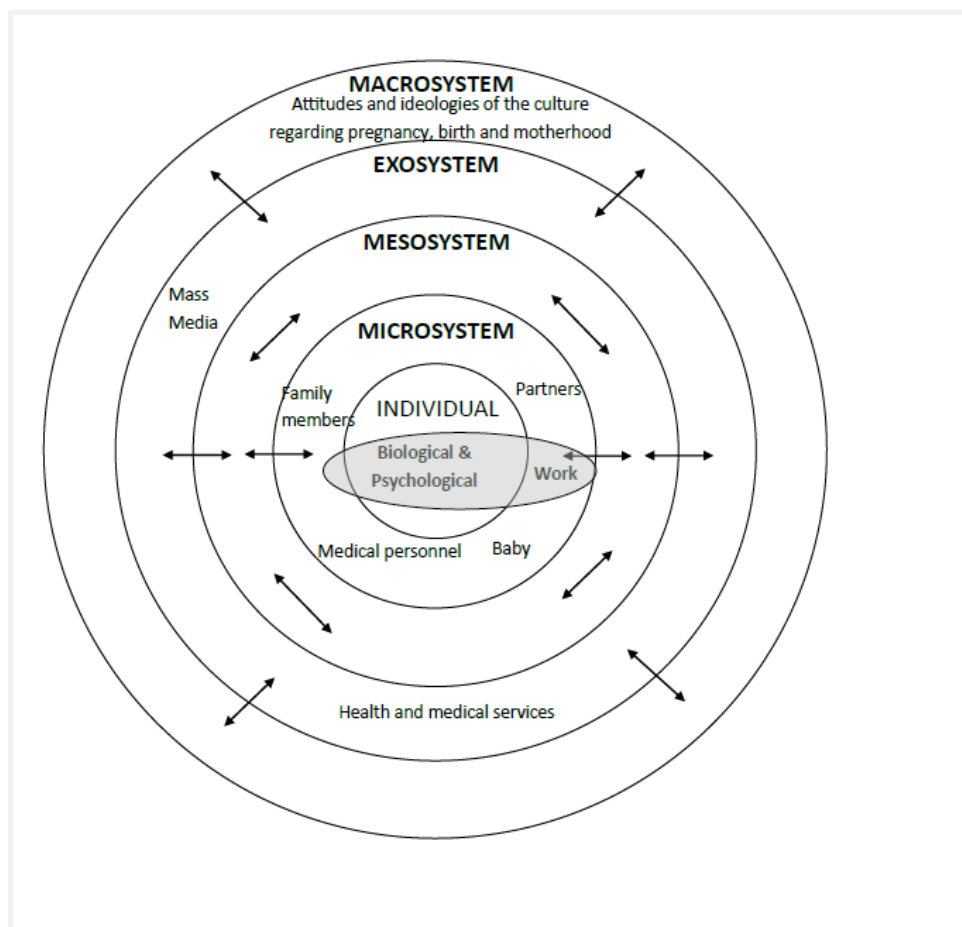 MACROSYSTEM
Attitudes and ideologies of the culture
regarding pregnancy, birth and motherhood
EXOSYSTEM
MESOSYSTEM
Mass
Media
MICROSYSTEM
Family
members
Partners
INDIVIDUAL
Biological &
Psychological
Work
Medical personnel
Baby
Health and medical services